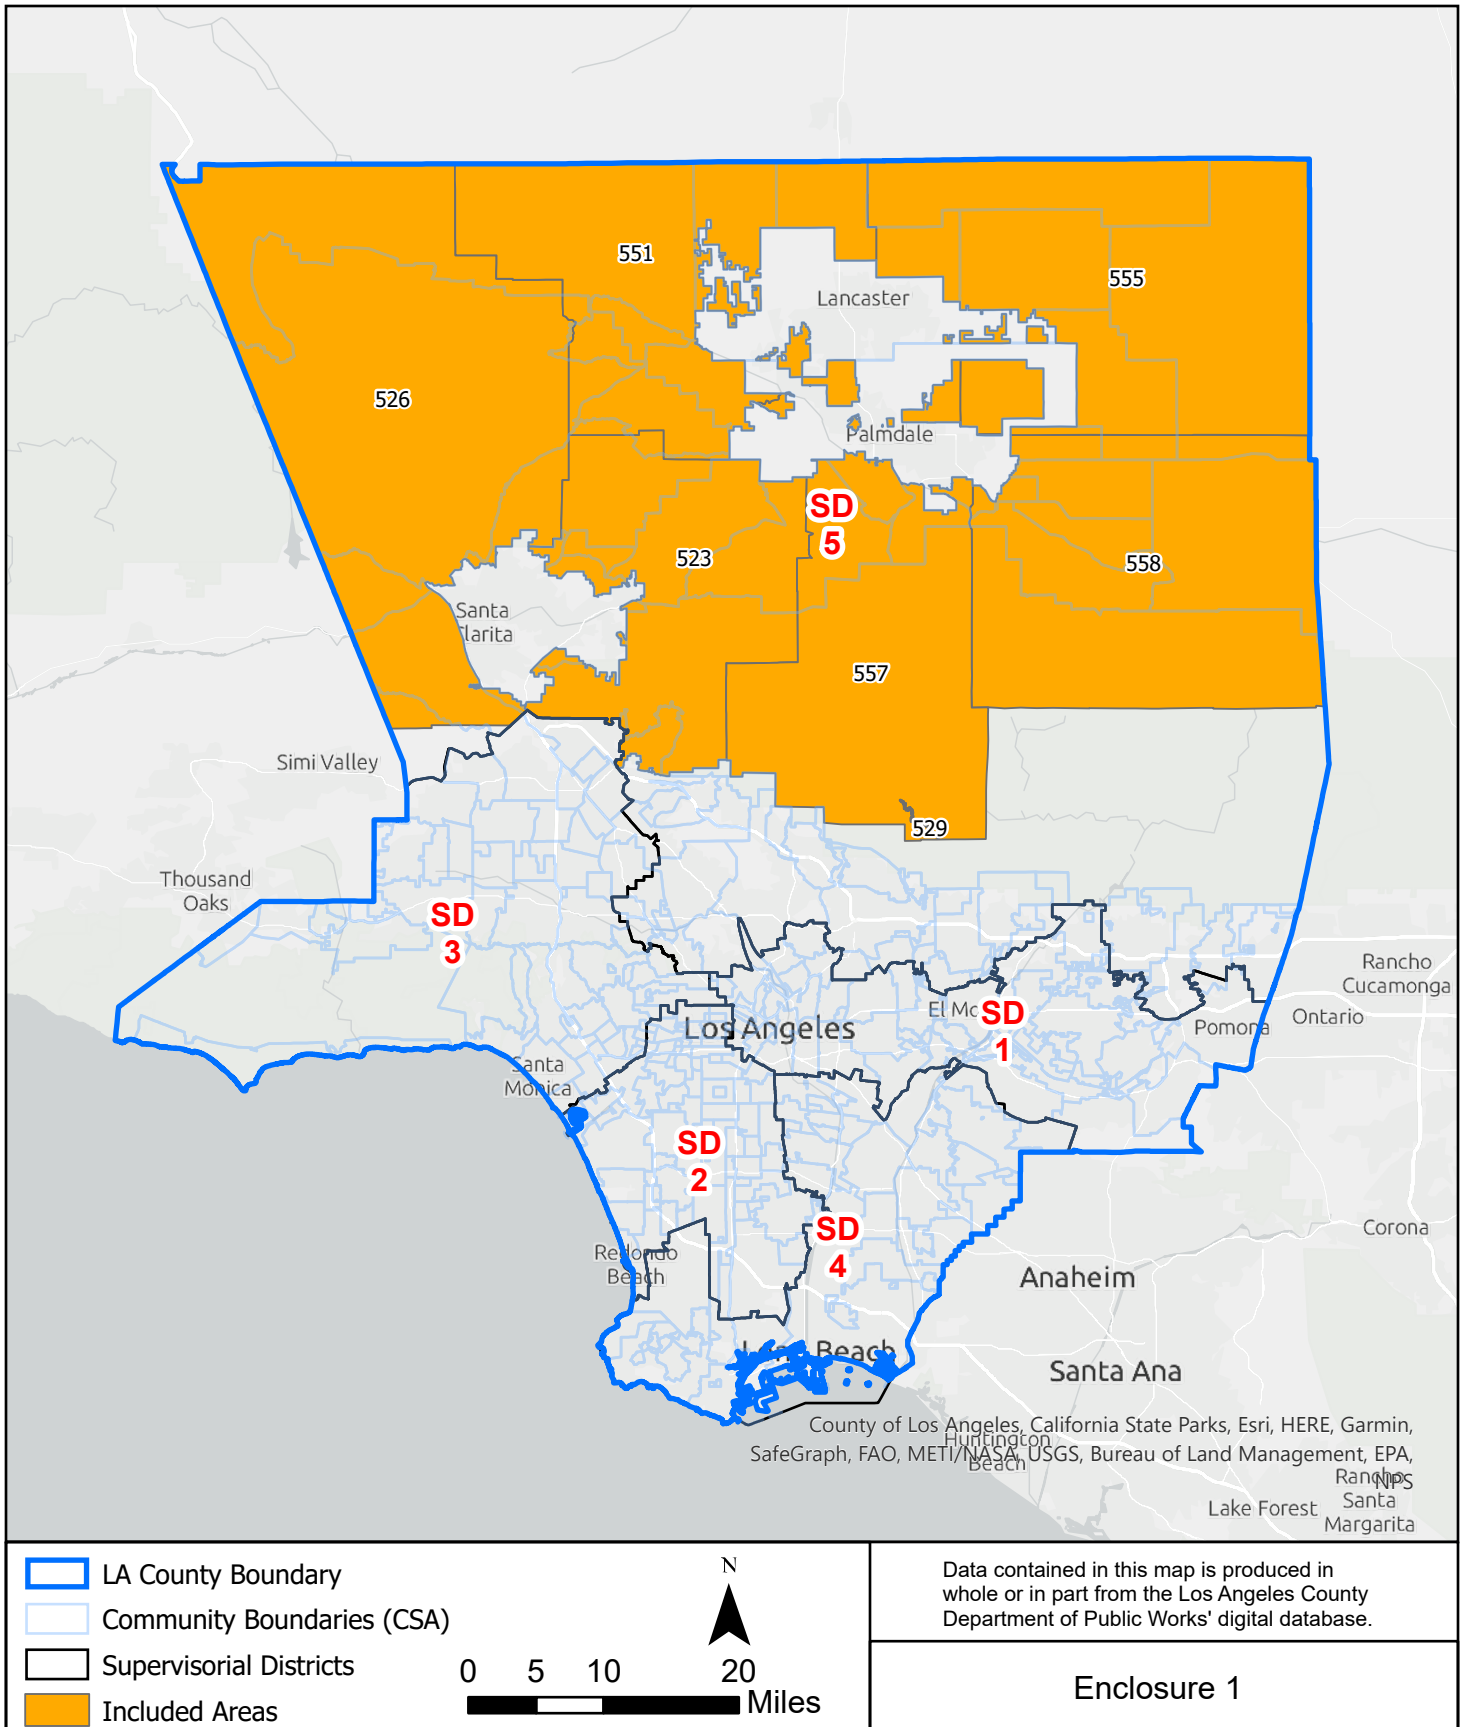 551
555
Lancaster
526
Palmdale
SD
5
523
558
Santa
Clarita
557
Simi Valley
529
Thousand
Oaks
SD
3
Rancho
Cucamonga
El Mo
SD
1
Ontario
Los Angeles
Pomona
Santa
Monica
SD
2
SD
4
Corona
Redondo
Beach
Anaheim
Long Beach
Santa Ana
County of Los Angeles, California State Parks, Esri, HERE, Garmin,
SafeGraph, FAO, METI/NASA, USGS, Bureau of Land Management, EPA,
NPS
Huntington
Beach
Rancho
Santa
Margarita
Lake Forest
LA County Boundary
Community Boundaries (CSA)
Supervisorial Districts
Included Areas
N
0 5 10 20
Miles
Data contained in this map is produced in
whole or in part from the Los Angeles County
Department of Public Works' digital database.
Enclosure 1